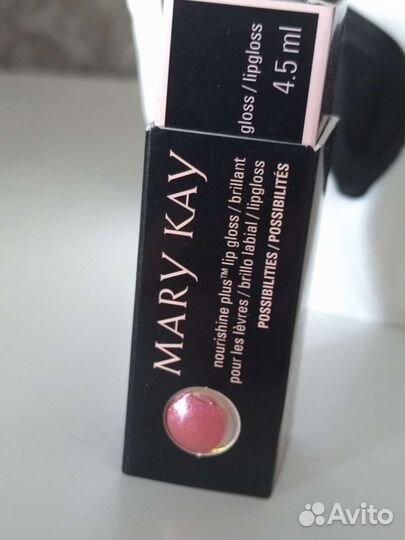 gloss / lipgloss
4.5 ml
MARY KAY
nourishine plus™ lip gloss / brillant
pour les lèvres / brillo labial / lipgloss
POSSIBILITIES / POSSIBILITÉS
Avito